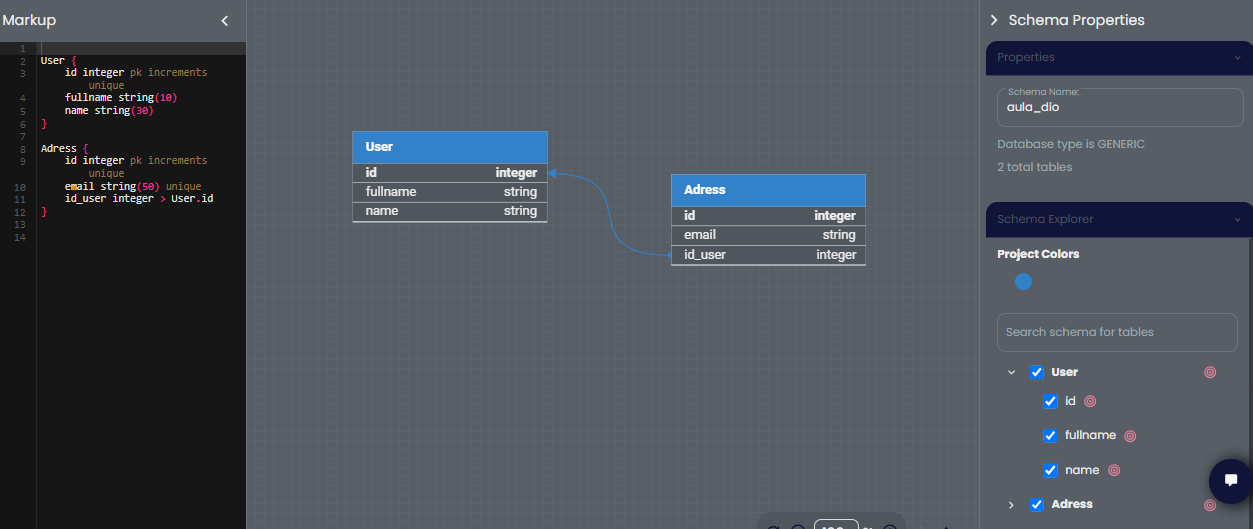 Markup
1
2 User {
3 id integer pk increments
unique
4 fullname string(10)
5 name string(30)
6 }
7
8 Adress {
9 id integer pk increments
unique
10 email string(50) unique
11 id_user integer > User.id
12 }
13
14
User
id integer
fullname string
name string
Adress
id integer
email string
id_user integer
Schema Properties
Properties
Schema Name:
aula_dio
Database type is GENERIC
2 total tables
Schema Explorer
Project Colors
Search schema for tables
User
id
fullname
name
Adress